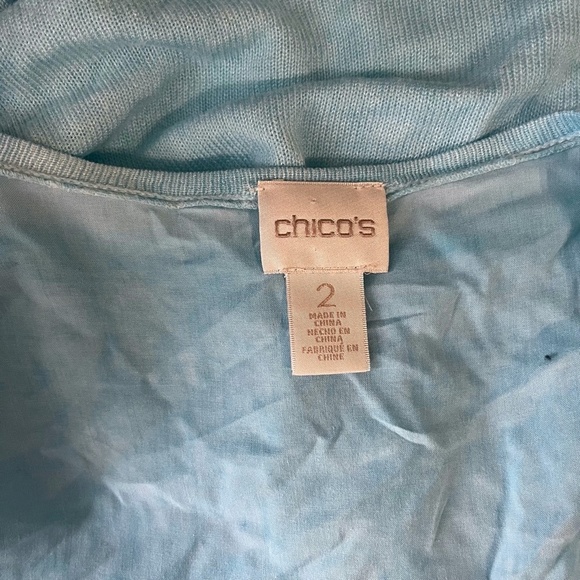 chico's
2
MADE IN
CHINA
HECHO EN
CHINA
FABRIQUÉ EN
CHINE